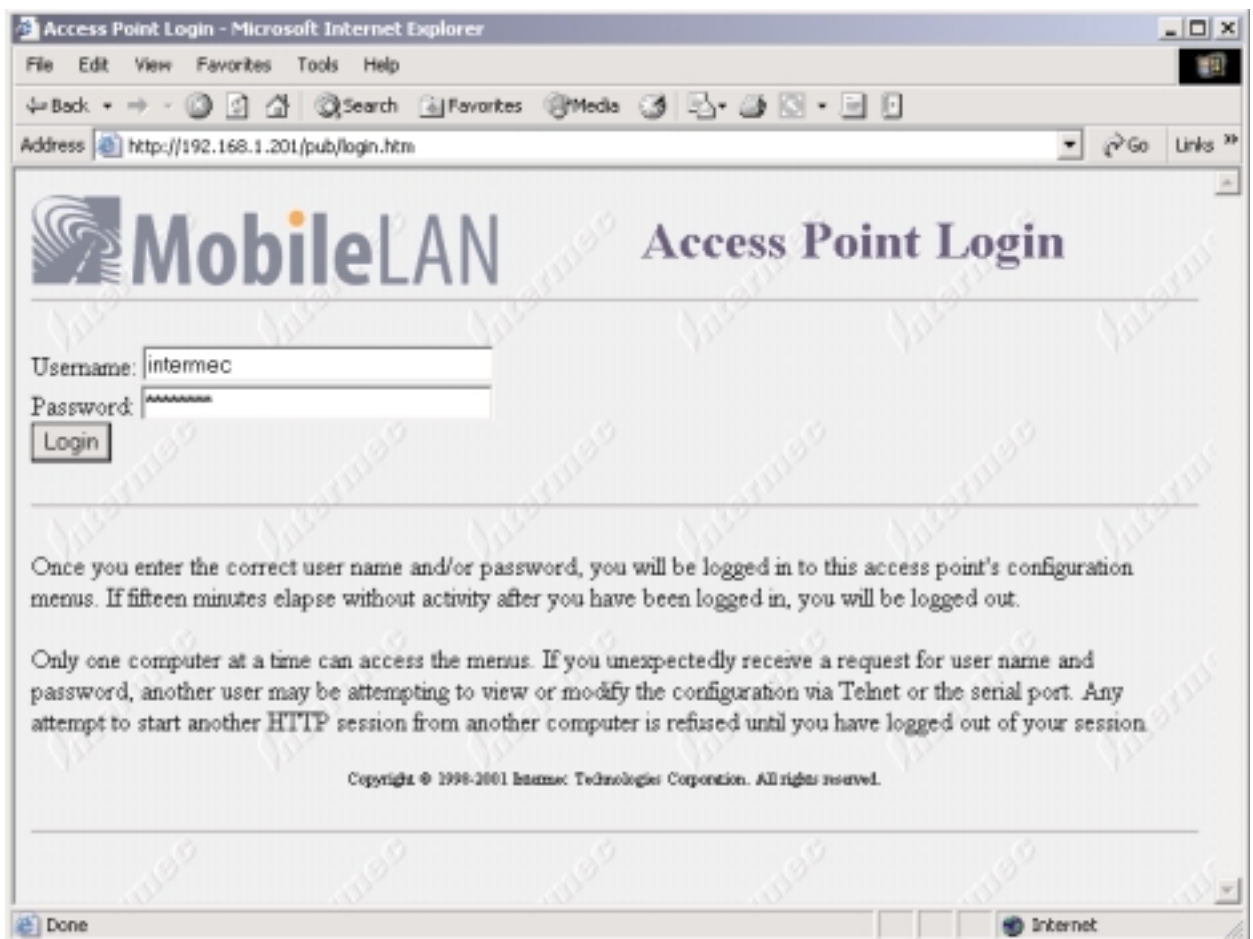 Access Point Login - Microsoft Internet Explorer
File Edit View Favorites Tools Help
Back Search Favorites Media
Address http://192.168.1.201/pub/login.htm Go Links »
MobileLAN Access Point Login
Username: intermec
Password: ********
Login
Once you enter the correct user name and/or password, you will be logged in to this access point's configuration
menus. If fifteen minutes elapse without activity after you have been logged in, you will be logged out.
Only one computer at a time can access the menus. If you unexpectedly receive a request for user name and
password, another user may be attempting to view or modify the configuration via Telnet or the serial port. Any
attempt to start another HTTP session from another computer is refused until you have logged out of your session.
Copyright © 1998-2001 Intermec Technologies Corporation. All rights reserved.
Done Internet